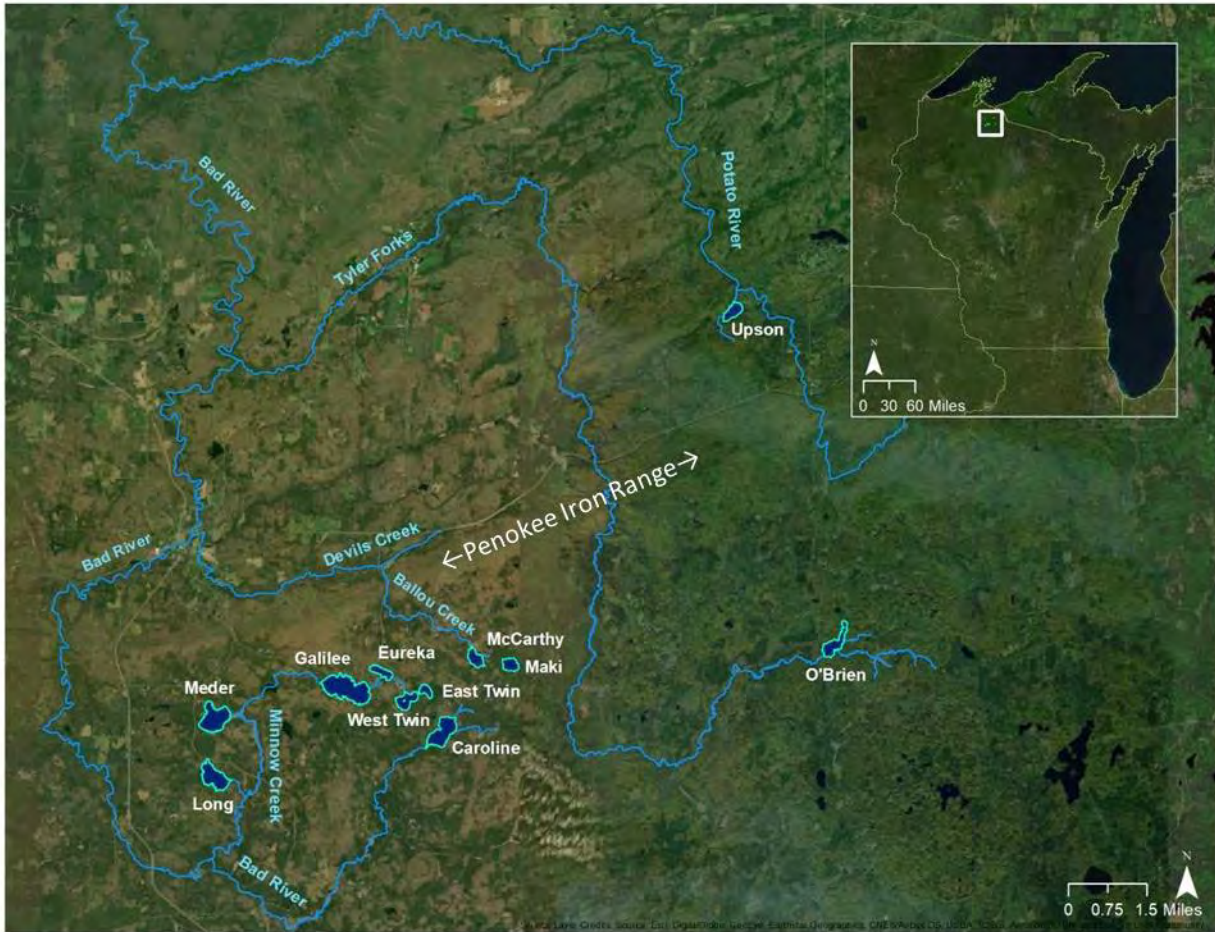 Bad River
Tyler Forks
Potato River
Upson
N
0 30 60 Miles
←Penokee Iron Range→
Bad River
Devils Creek
Ballou Creek
McCarthy
Maki
Eureka
Galilee
East Twin
West Twin
Meder
Minnow Creek
Caroline
Long
O'Brien
Bad River
N
0 0.75 1.5 Miles